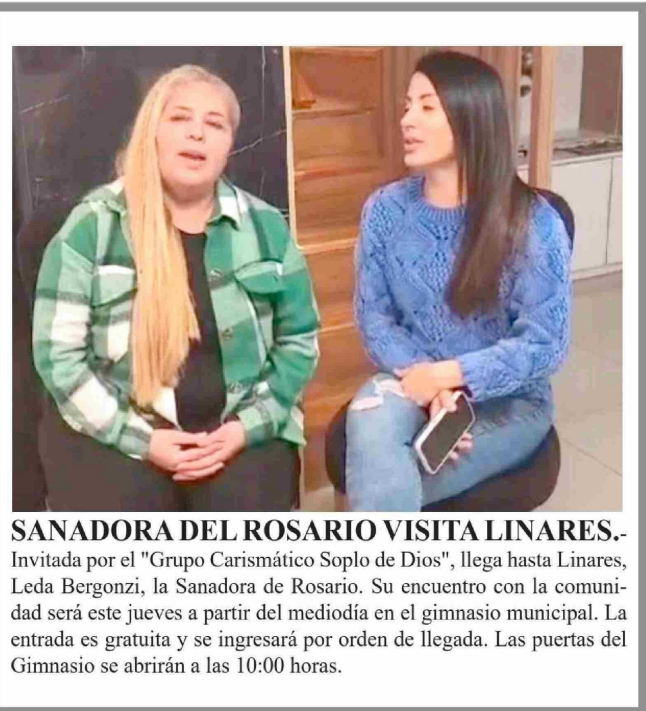 SANADORA DEL ROSARIO VISITA LINARES.-
Invitada por el "Grupo Carismático Soplo de Dios", llega hasta Linares,
Leda Bergonzi, la Sanadora de Rosario. Su encuentro con la comuni-
dad será este jueves a partir del mediodía en el gimnasio municipal. La
entrada es gratuita y se ingresará por orden de llegada. Las puertas del
Gimnasio se abrirán a las 10:00 horas.